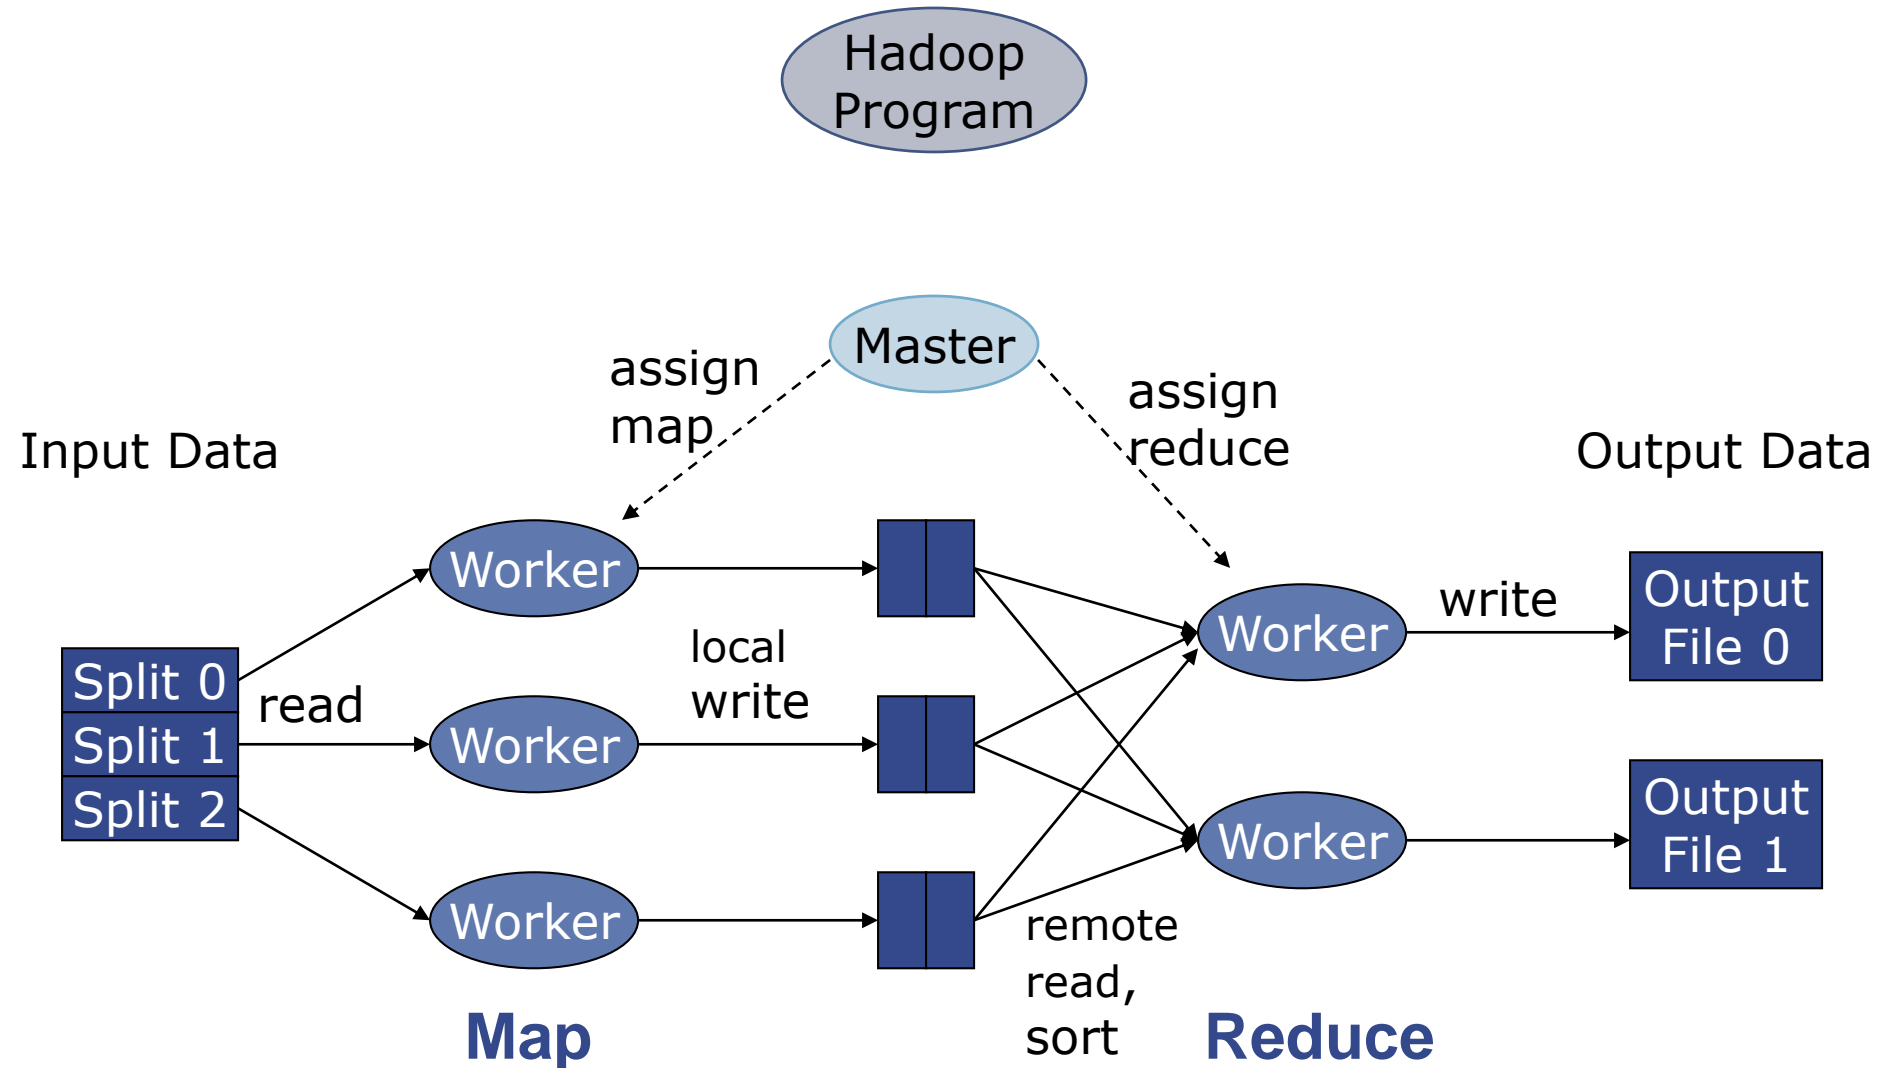 Hadoop
Program
Master
assign
map
assign
reduce
Input Data
Output Data
Worker
local
write
Worker
write
Output
File 0
Split 0
read
Split 1
Split 2
Worker
Worker
Output
File 1
Worker
remote
read,
sort
Map
Reduce